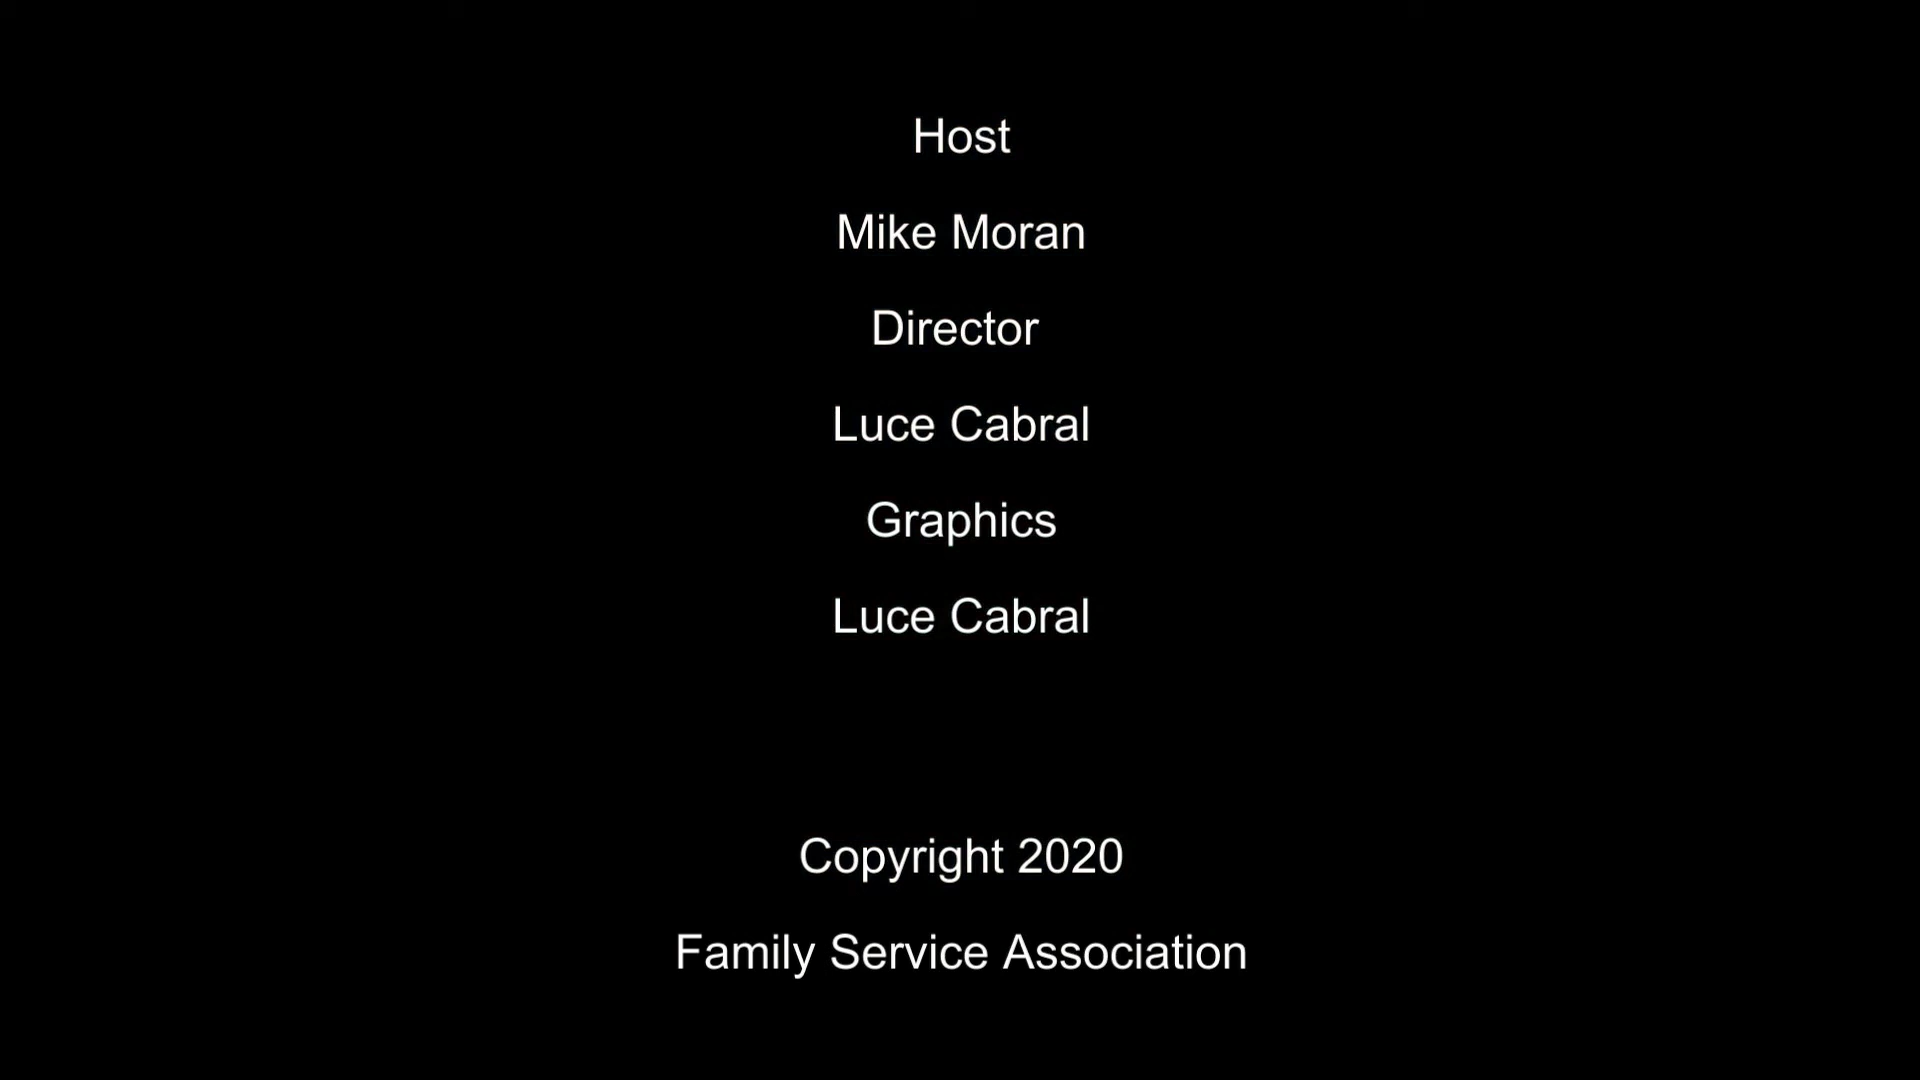 Host
Mike Moran
Director
Luce Cabral
Graphics
Luce Cabral
Copyright 2020
Family Service Association